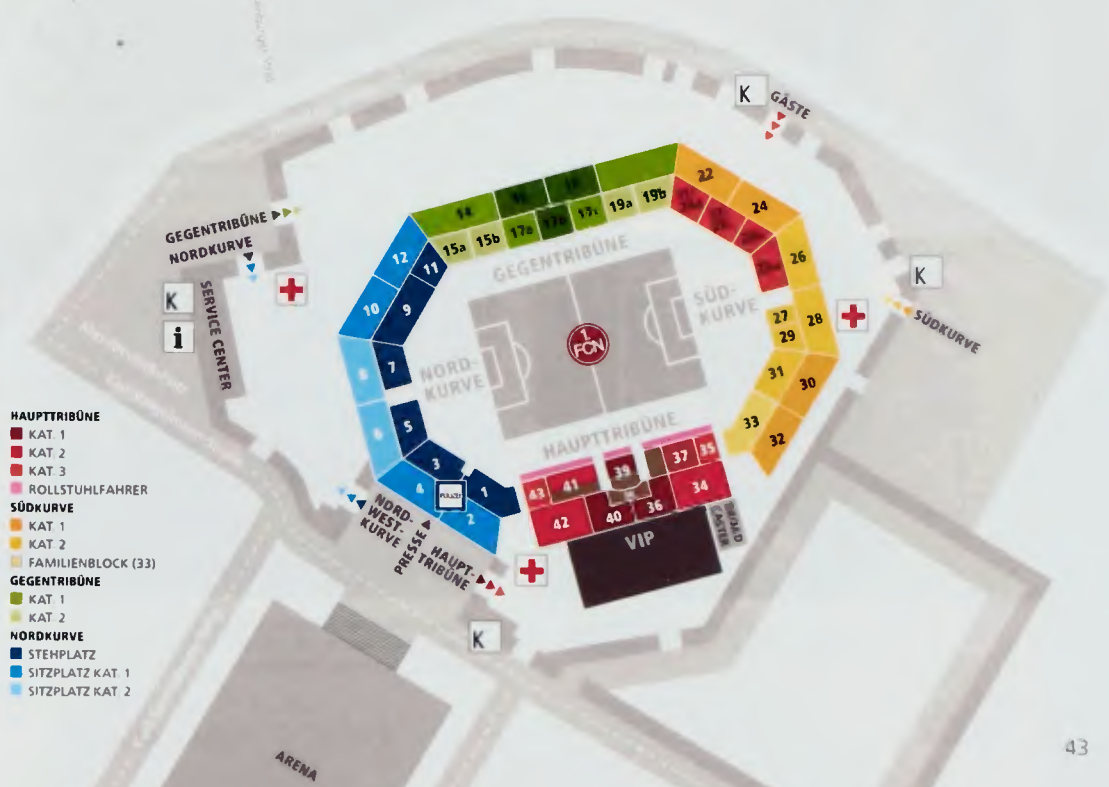 K
GÄSTE
22
24
26
19a
19b
14
17a
17b
17c
15a
15b
GEGENTRIBÜNE
NORDKURVE
12
11
10
9
7
5
3
1
2
K
i
SERVICE CENTER
GEGENTRIBÜNE
SÜD-
KURVE
NORD-
KURVE
1.
FCN
HAUPTTRIBÜNE
27
29
28
31
30
33
32
K
SÜDKURVE
39
37
35
43
41
34
42
40
36
VIP
POLIZEI
NORD-
WEST-
KURVE
PRESSE
HAUPT-
TRIBÜNE
K
ARENA
HAUPTTRIBÜNE
KAT. 1
KAT. 2
KAT. 3
ROLLSTUHLFAHRER
SÜDKURVE
KAT. 1
KAT. 2
FAMILIENBLOCK (33)
GEGENTRIBÜNE
KAT. 1
KAT. 2
NORDKURVE
STEHPLATZ
SITZPLATZ KAT. 1
SITZPLATZ KAT. 2
43